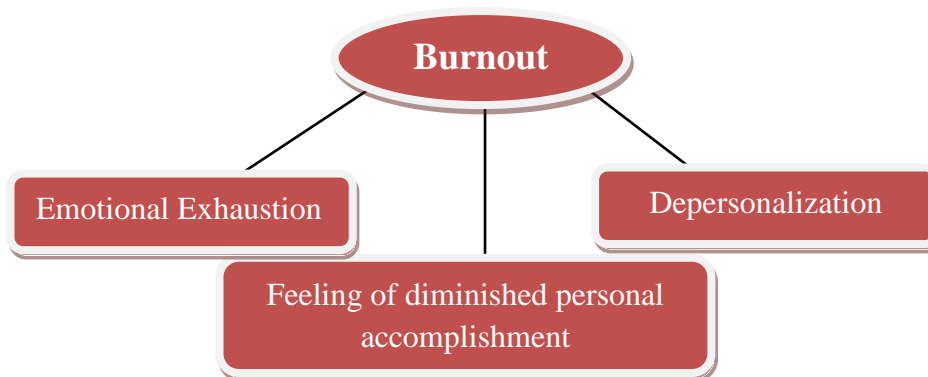 Burnout
Emotional Exhaustion
Depersonalization
Feeling of diminished personal
accomplishment